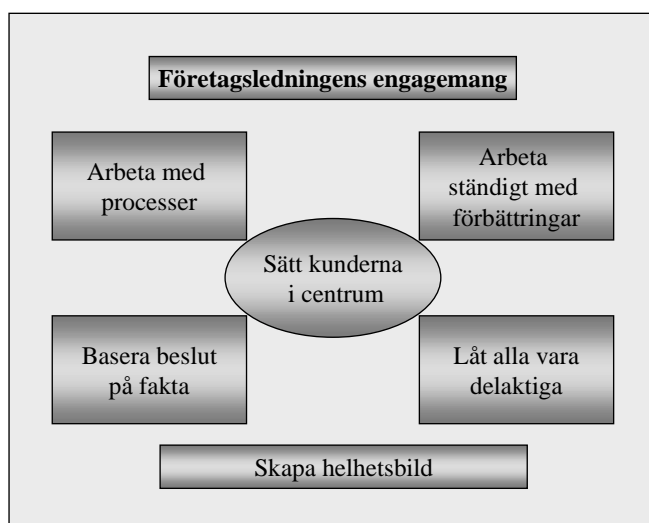 Företagsledningens engagemang
Arbeta med
processer
Arbeta
ständigt med
förbättringar
Sätt kunderna
i centrum
Basera beslut
på fakta
Låt alla vara
delaktiga
Skapa helhetsbild